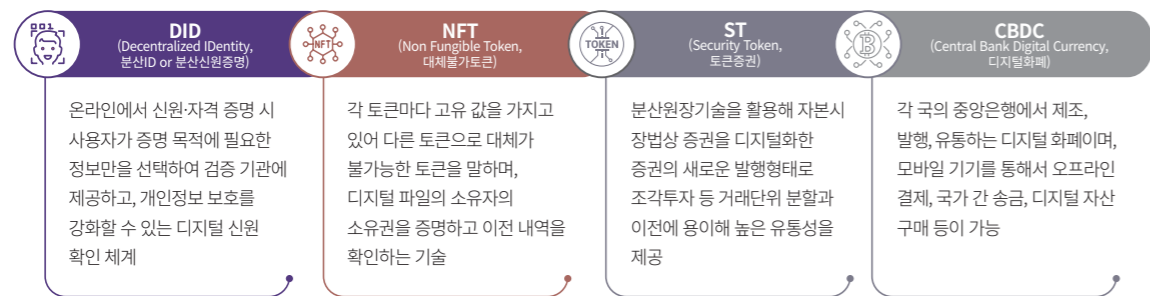 001
DID
(Decentralized IDentity,
분산ID or 분산신원증명)
온라인에서 신원·자격 증명 시
사용자가 증명 목적에 필요한
정보만을 선택하여 검증 기관에
제공하고, 개인정보 보호를
강화할 수 있는 디지털 신원
확인 체계
NFT
NFT
(Non Fungible Token,
대체불가토큰)
각 토큰마다 고유 값을 가지고
있어 다른 토큰으로 대체가
불가능한 토큰을 말하며,
디지털 파일의 소유자의
소유권을 증명하고 이전 내역을
확인하는 기술
TOKEN
ST
(Security Token,
토큰증권)
분산원장기술을 활용해 자본시
장법상 증권을 디지털화한
증권의 새로운 발행형태로
조각투자 등 거래단위 분할과
이전에 용이해 높은 유통성을
제공
CBDC
(Central Bank Digital Currency,
디지털화폐)
각 국의 중앙은행에서 제조,
발행, 유통하는 디지털 화폐이며,
모바일 기기를 통해서 오프라인
결제, 국가 간 송금, 디지털 자산
구매 등이 가능